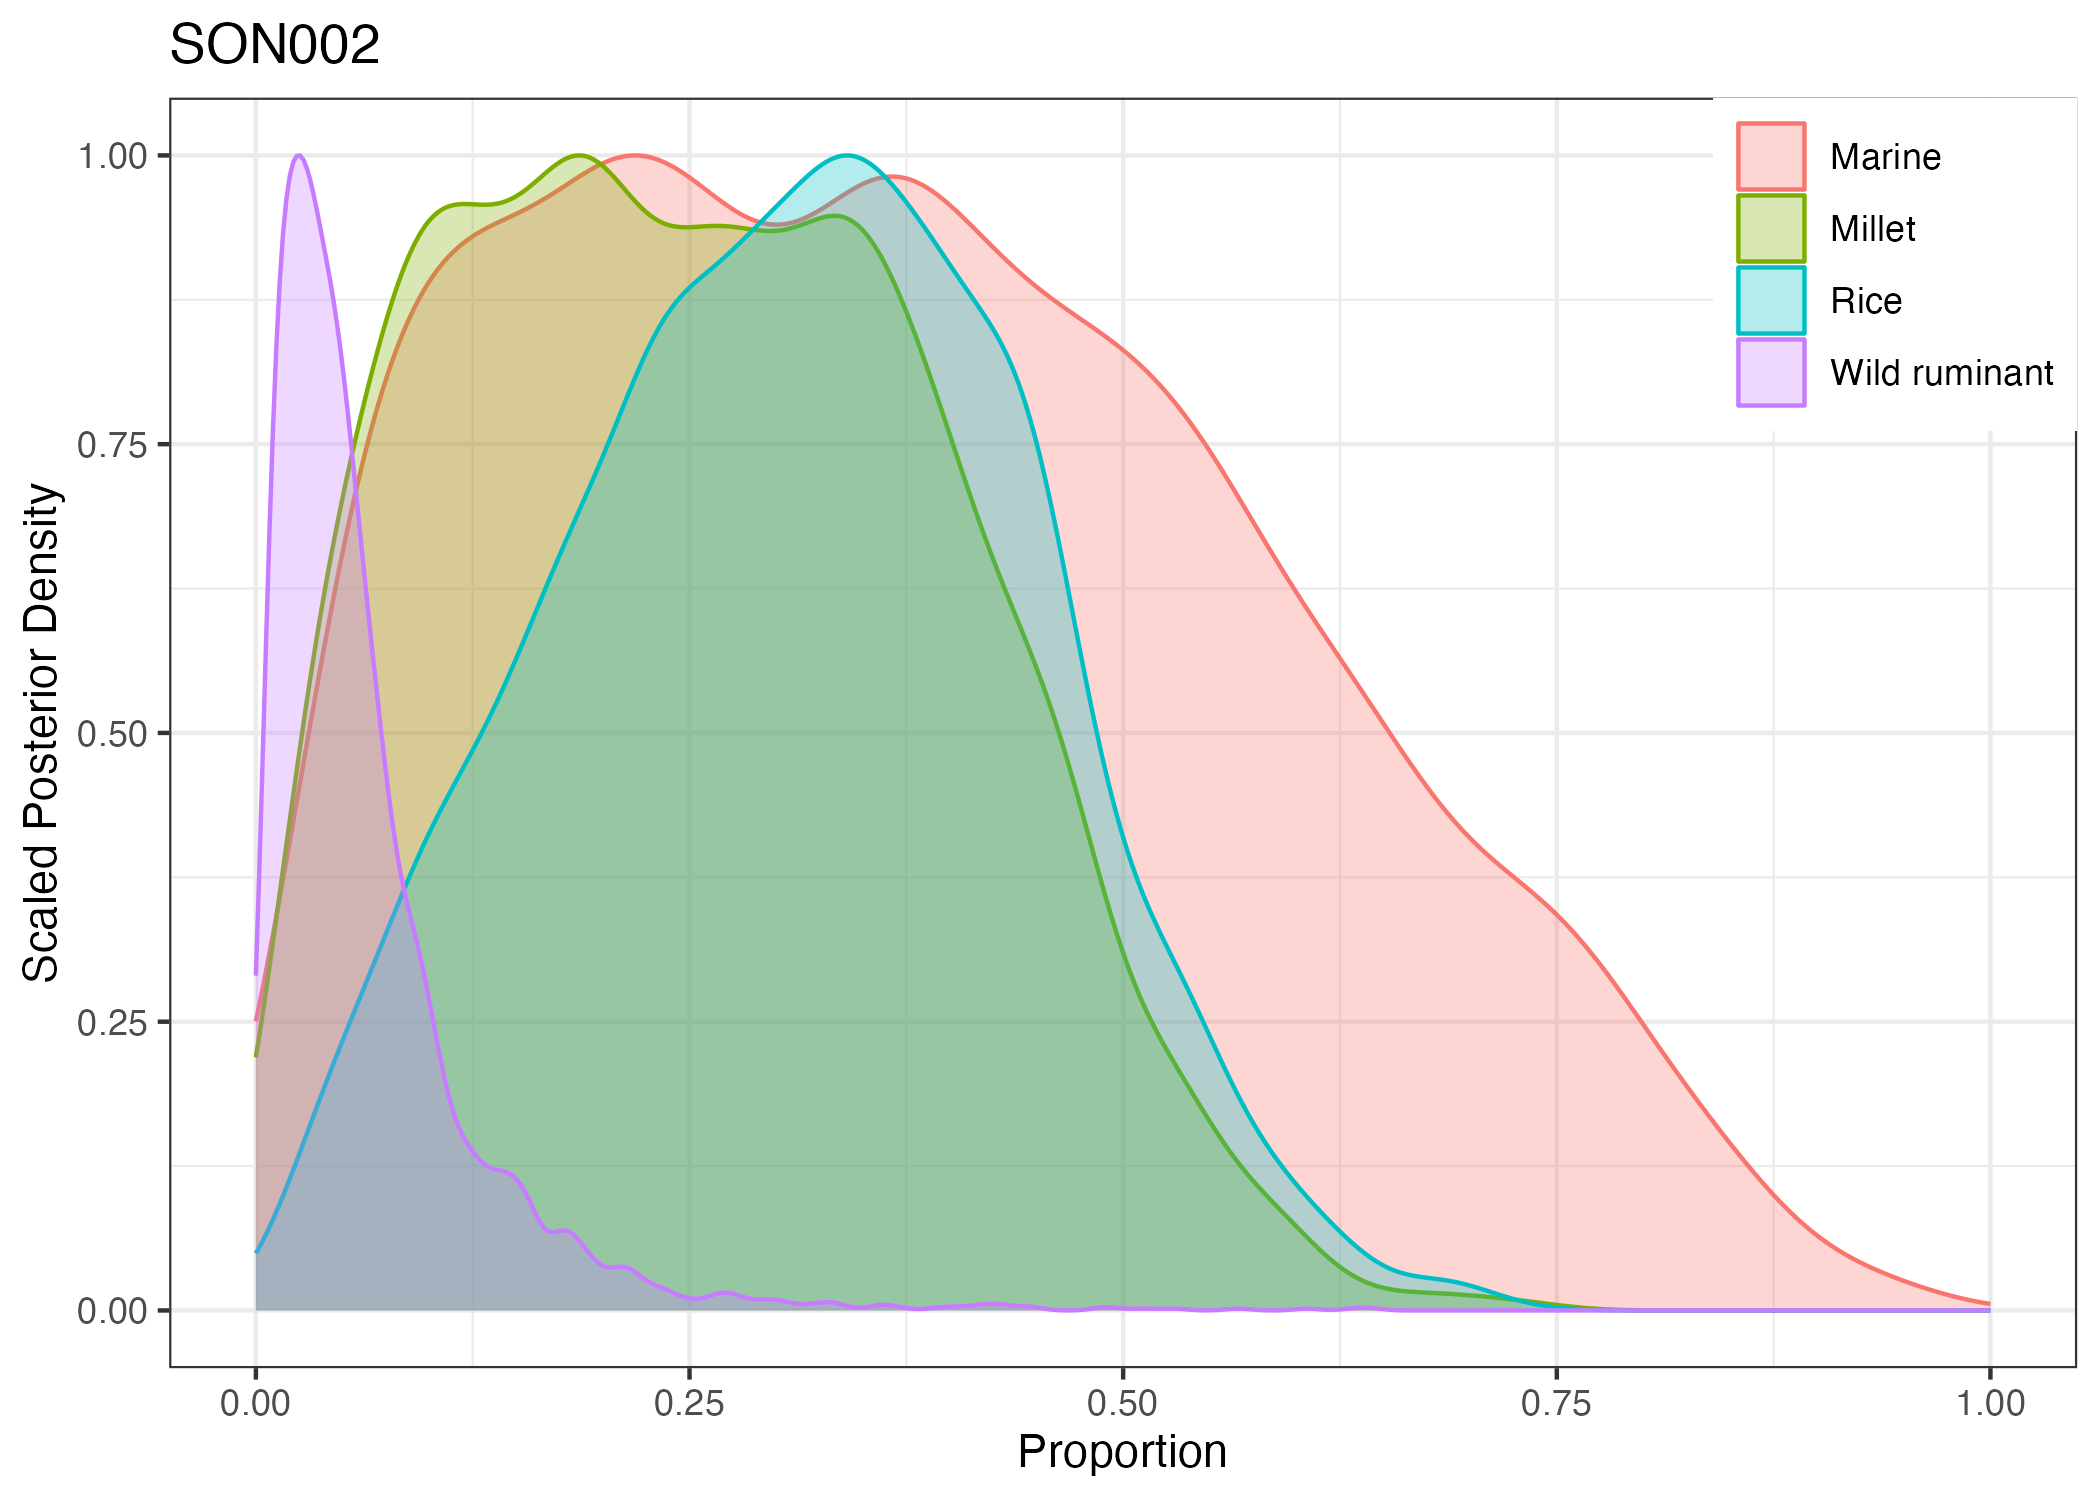 SON002
Marine
Millet
Rice
Wild ruminant
Scaled Posterior Density
1.00
0.75
0.50
0.25
0.00
0.00 0.25 0.50 0.75 1.00
Proportion